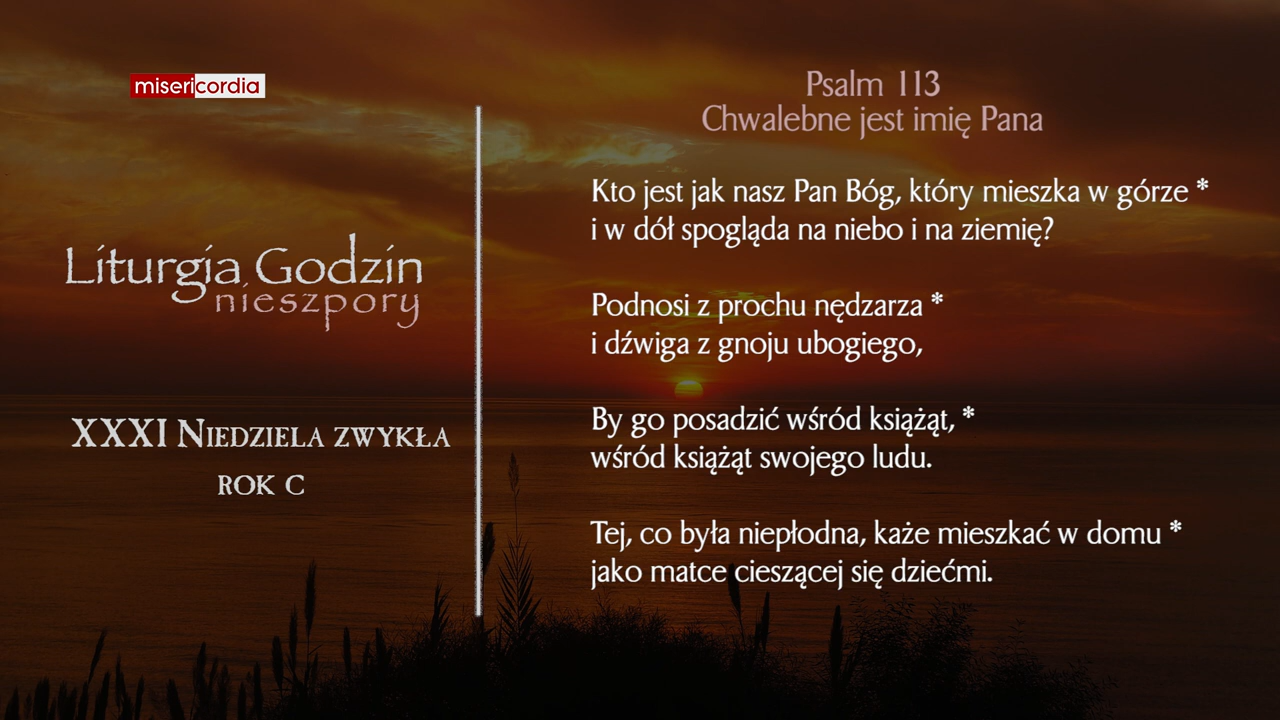 misericordia
Liturgia Godzin
nieszpory
XXXI Niedziela zwykła
rok C
Psalm 113
Chwalebne jest imię Pana
Kto jest jak nasz Pan Bóg, który mieszka w górze *
i w dół spogląda na niebo i na ziemię?
Podnosi z prochu nędzarza *
i dźwiga z gnoju ubogiego,
By go posadzić wśród książąt, *
wśród książąt swojego ludu.
Tej, co była niepłodna, każe mieszkać w domu *
jako matce cieszącej się dziećmi.